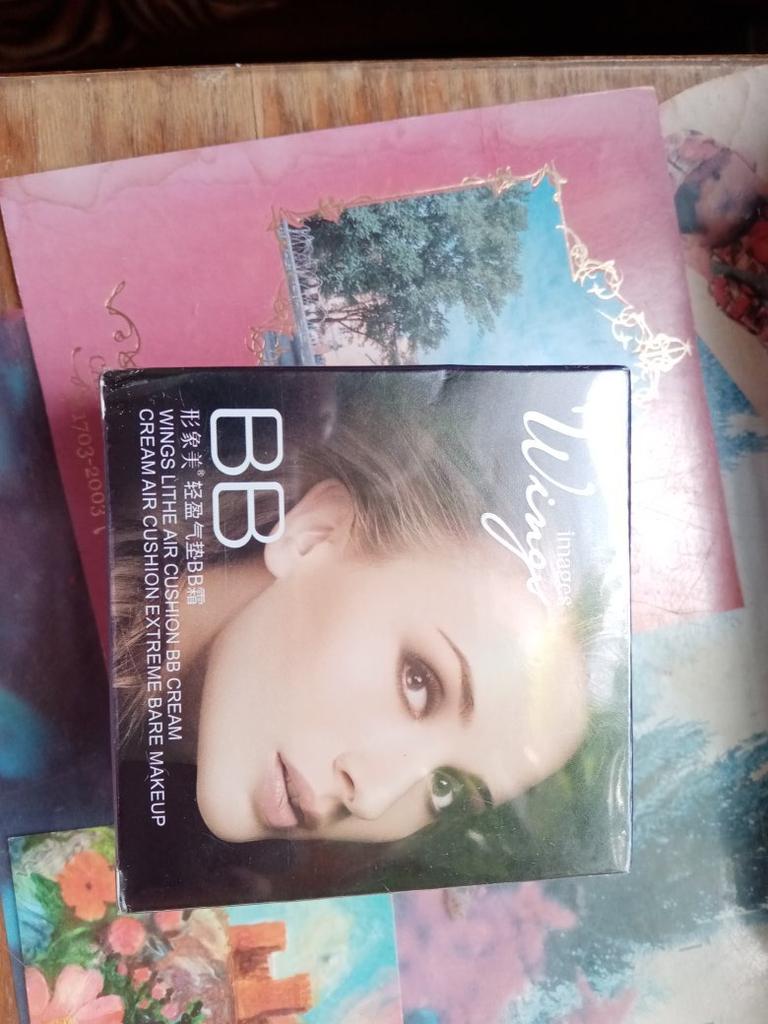 images
Wings
BB
形象美® 轻盈气垫BB霜
WINGS LITHE AIR CUSHION BB CREAM
CREAM AIR CUSHION EXTREME BARE MAKEUP
1703-2003